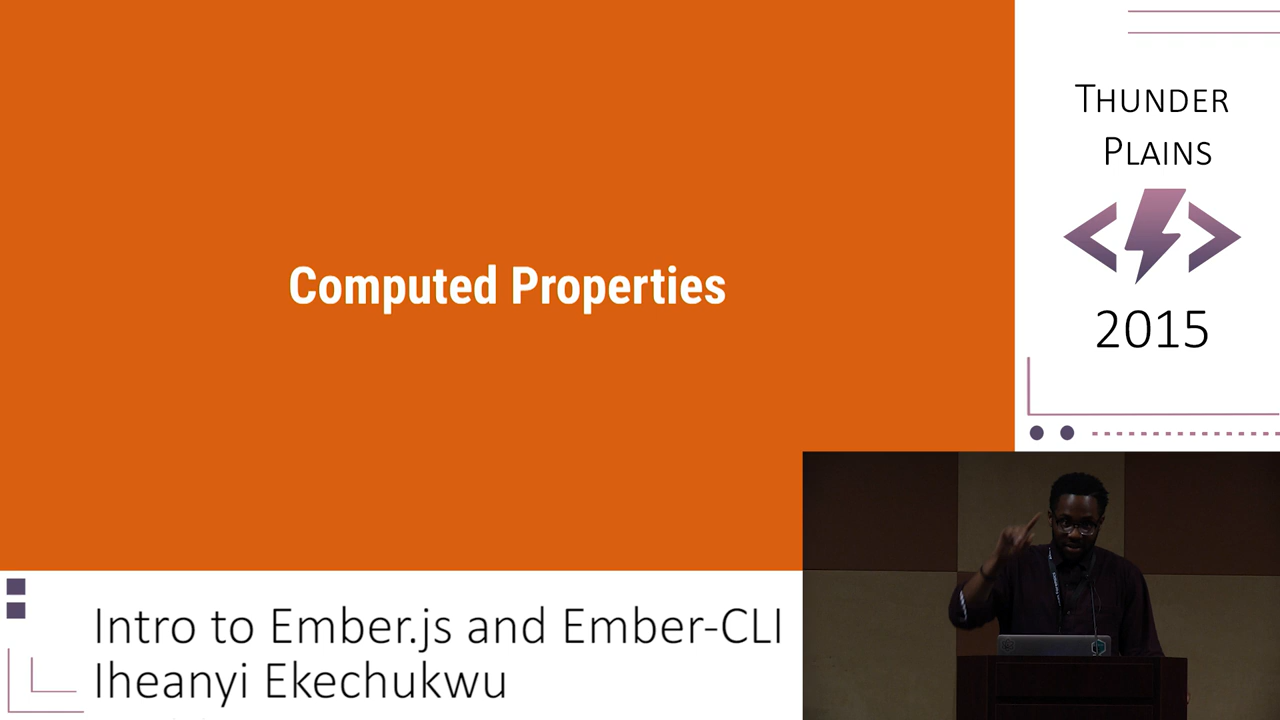 Computed Properties
THUNDER
PLAINS
2015
Intro to Ember.js and Ember-CLI
Iheanyi Ekechukwu